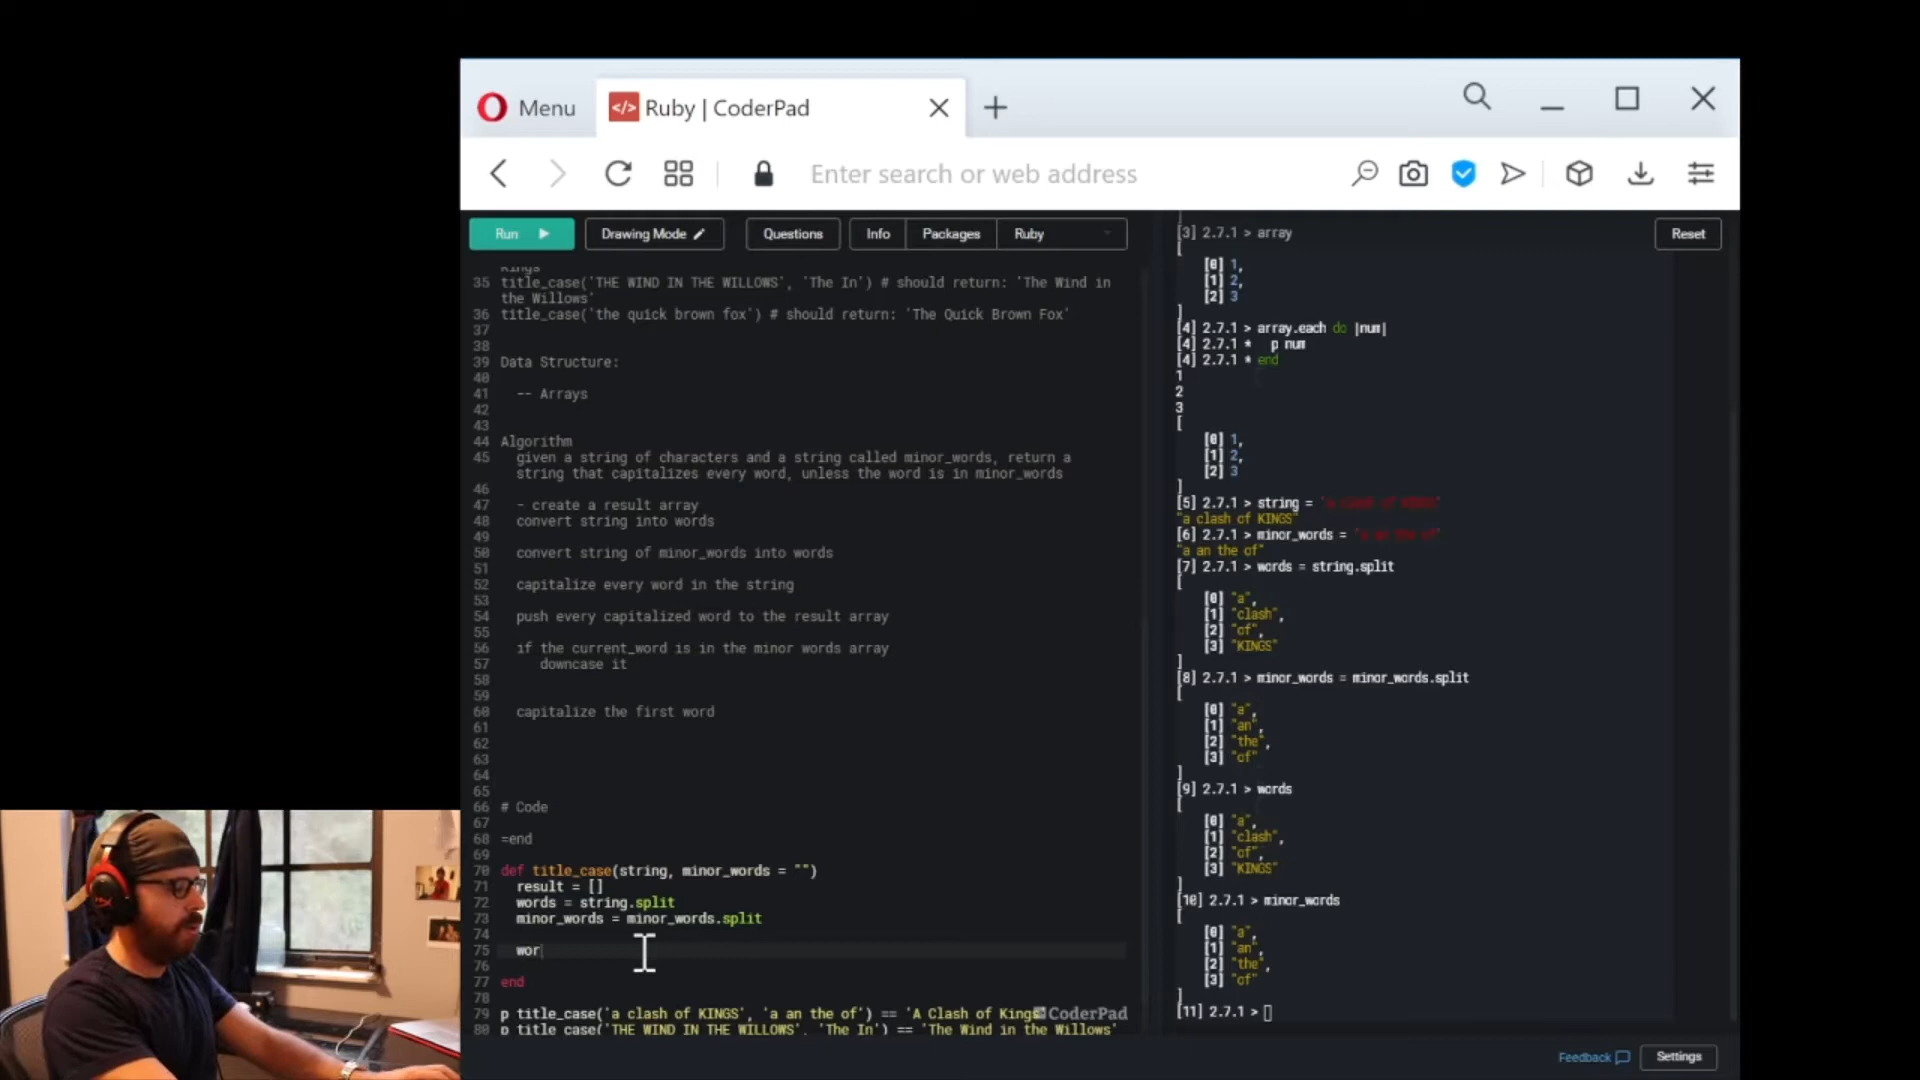 Menu
</> Ruby | CoderPad
Enter search or web address
Run
Drawing Mode
Questions
Info
Packages
Ruby
Kings
35 title_case('THE WIND IN THE WILLOWS', 'The In') # should return: 'The Wind in
the Willows'
36 title_case('the quick brown fox') # should return: 'The Quick Brown Fox'
37
38
39 Data Structure:
40
41 -- Arrays
42
43
44 Algorithm
45 given a string of characters and a string called minor_words, return a
string that capitalizes every word, unless the word is in minor_words
46
47 - create a result array
48 convert string into words
49
50 convert string of minor_words into words
51
52 capitalize every word in the string
53
54 push every capitalized word to the result array
55
56 if the current_word is in the minor words array
57 downcase it
58
59
60 capitalize the first word
61
62
63
64
65
66 # Code
67
68 =end
69
70 def title_case(string, minor_words = "")
71 result = []
72 words = string.split
73 minor_words = minor_words.split
74
75 wor
76
77 end
78
79 p title_case('a clash of KINGS', 'a an the of') == 'A Clash of Kings
CoderPad
80 p title_case('THE WIND IN THE WILLOWS', 'The In') == 'The Wind in the Willows'
Reset
[3] 2.7.1 > array
[
[0] 1,
[1] 2,
[2] 3
]
[4] 2.7.1 > array.each do |num|
[4] 2.7.1 * p num
[4] 2.7.1 * end
1
2
3
[
[0] 1,
[1] 2,
[2] 3
]
[5] 2.7.1 > string = 'a clash of KINGS'
"a clash of KINGS"
[6] 2.7.1 > minor_words = 'a an the of'
"a an the of"
[7] 2.7.1 > words = string.split
[
[0] "a",
[1] "clash",
[2] "of",
[3] "KINGS"
]
[8] 2.7.1 > minor_words = minor_words.split
[
[0] "a",
[1] "an",
[2] "the",
[3] "of"
]
[9] 2.7.1 > words
[
[0] "a",
[1] "clash",
[2] "of",
[3] "KINGS"
]
[10] 2.7.1 > minor_words
[
[0] "a",
[1] "an",
[2] "the",
[3] "of"
]
[11] 2.7.1 >
Feedback
Settings